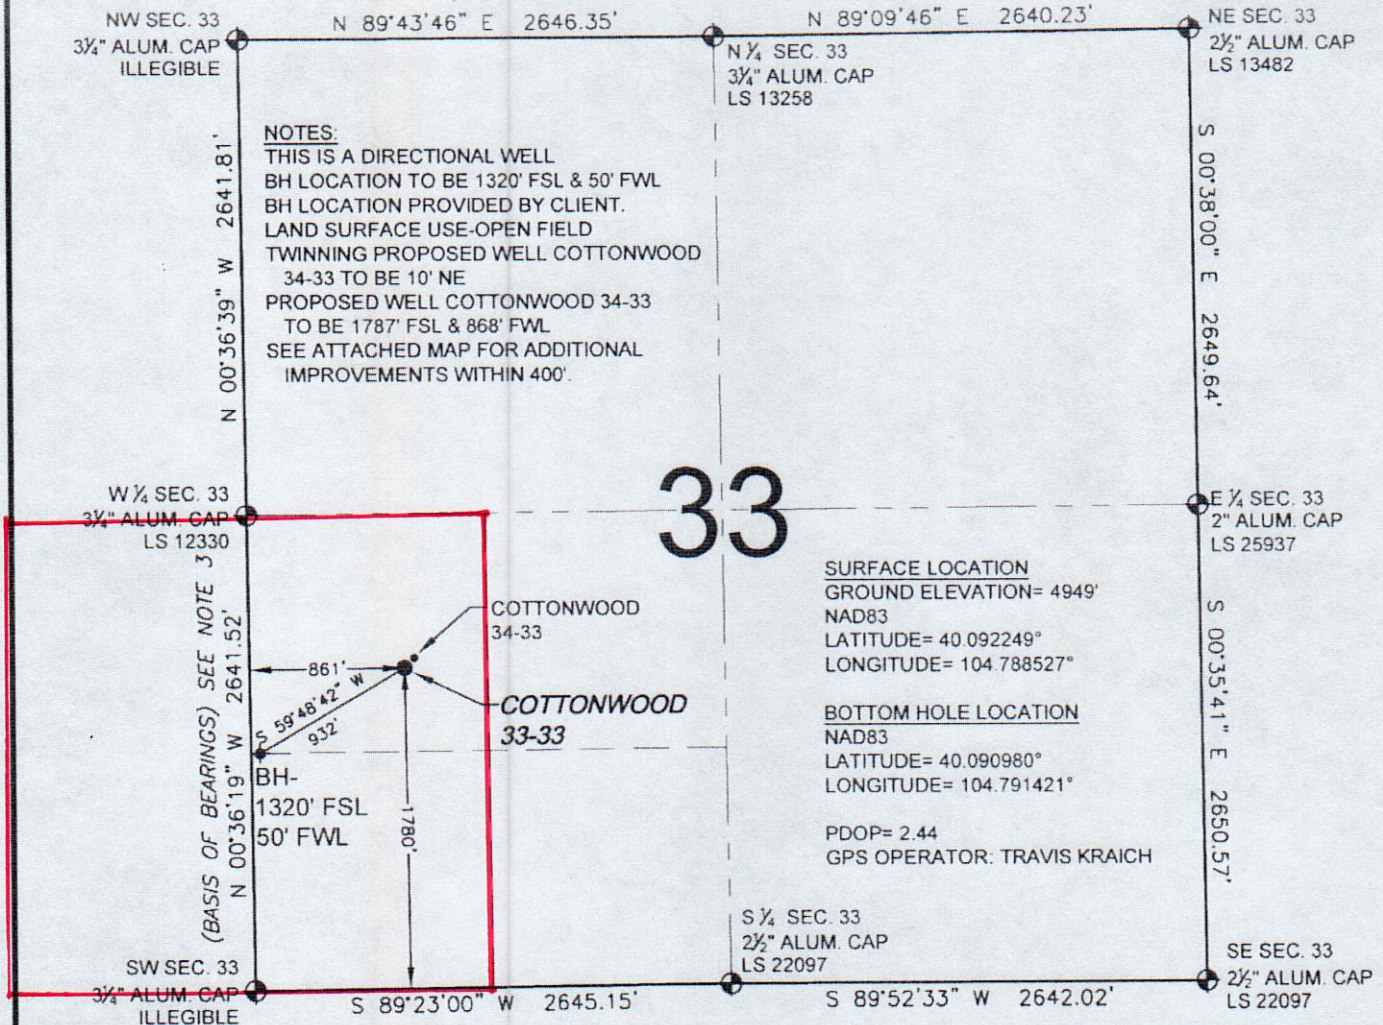 NW SEC. 33
3¼" ALUM. CAP
ILLEGIBLE
N 89°43'46" E 2646.35'
N 89°09'46" E 2640.23'
NE SEC. 33
2½" ALUM. CAP
LS 13482
N ¼ SEC. 33
3¼" ALUM. CAP
LS 13258
N 00°36'39" W 2641.81'
NOTES:
THIS IS A DIRECTIONAL WELL
BH LOCATION TO BE 1320' FSL & 50' FWL
BH LOCATION PROVIDED BY CLIENT.
LAND SURFACE USE-OPEN FIELD
TWINNING PROPOSED WELL COTTONWOOD
34-33 TO BE 10' NE
PROPOSED WELL COTTONWOOD 34-33
TO BE 1787' FSL & 868' FWL
SEE ATTACHED MAP FOR ADDITIONAL
IMPROVEMENTS WITHIN 400'.
S 00°38'00" E 2649.64'
W ¼ SEC. 33
3¼" ALUM. CAP
LS 12330
33
E ¼ SEC. 33
2" ALUM. CAP
LS 25937
(BASIS OF BEARINGS) SEE NOTE 3
N 00°36'19" W 2641.52'
COTTONWOOD
34-33
861'
S 59°48'42" W
932'
COTTONWOOD
33-33
BH-
1320' FSL
50' FWL
1780'
SURFACE LOCATION
GROUND ELEVATION= 4949'
NAD83
LATITUDE= 40.092249°
LONGITUDE= 104.788527°
BOTTOM HOLE LOCATION
NAD83
LATITUDE= 40.090980°
LONGITUDE= 104.791421°
PDOP= 2.44
GPS OPERATOR: TRAVIS KRAICH
S 00°35'41" E 2650.57'
SW SEC. 33
3¼" ALUM. CAP
ILLEGIBLE
S 89°23'00" W 2645.15'
S ¼ SEC. 33
2½" ALUM. CAP
LS 22097
S 89°52'33" W 2642.02'
SE SEC. 33
2½" ALUM. CAP
LS 22097